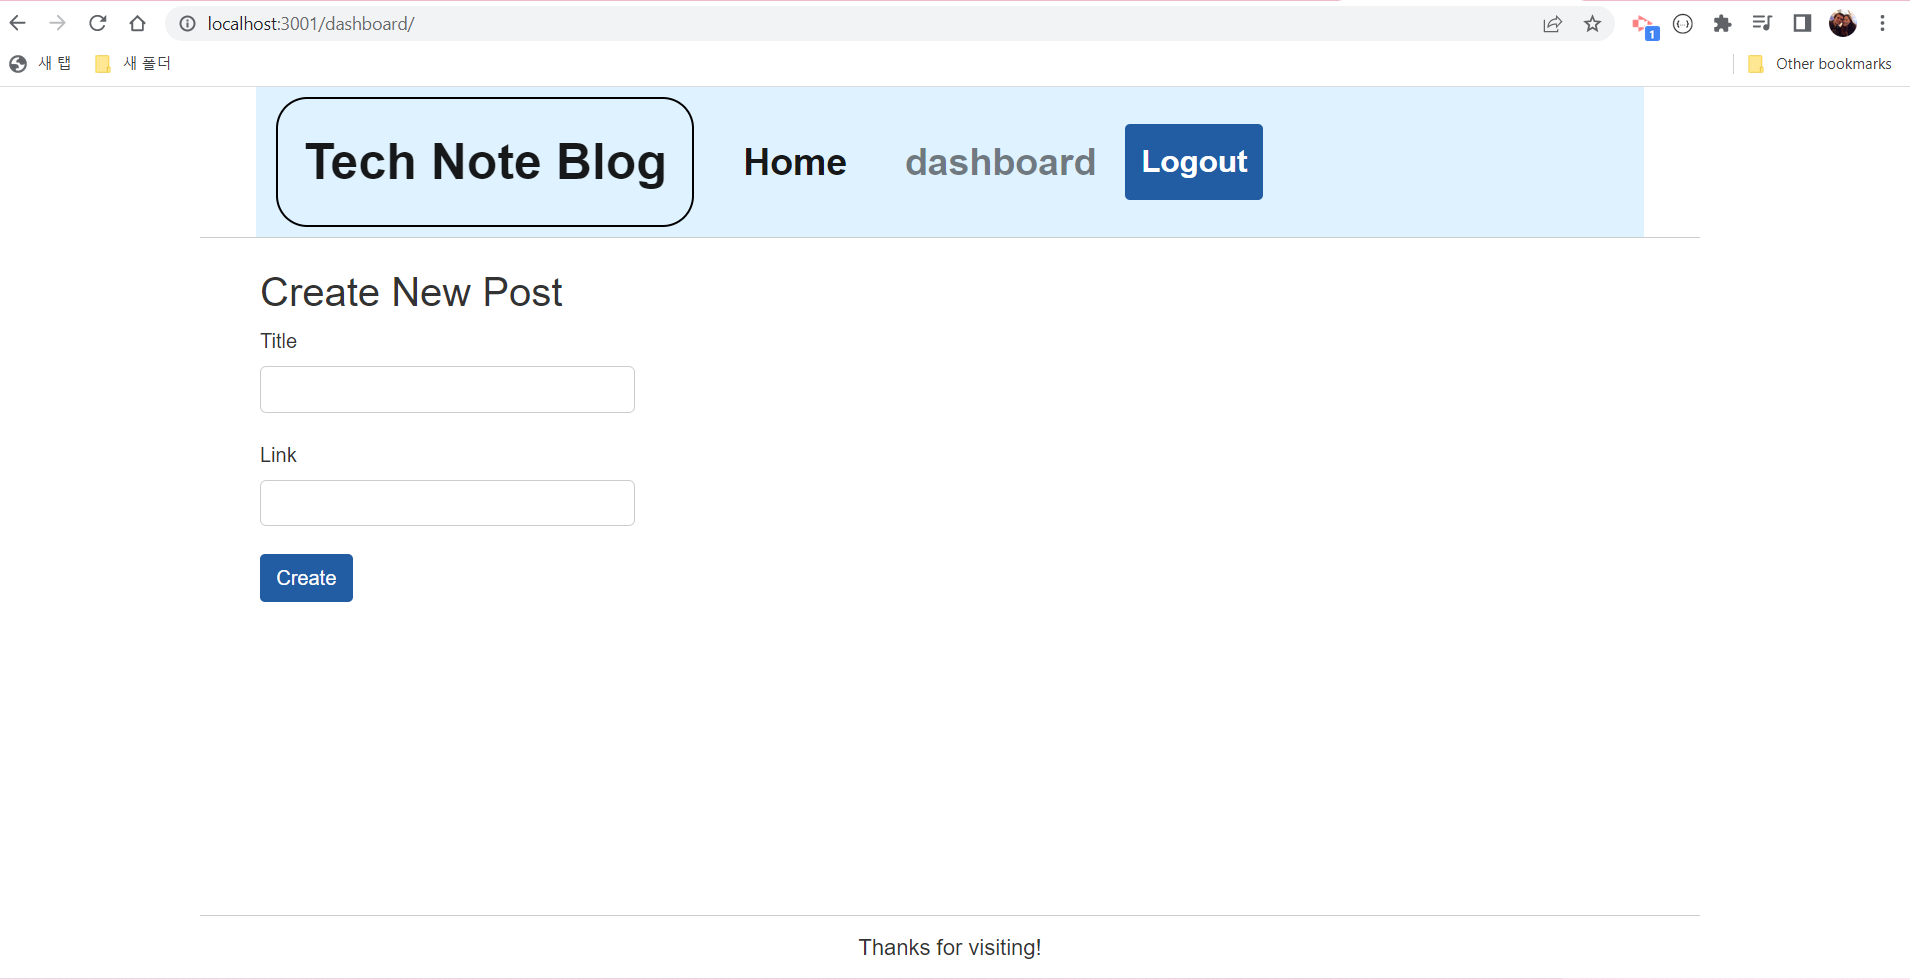 localhost:3001/dashboard/
1
새 탭 새 폴더 Other bookmarks
Tech Note Blog Home dashboard Logout
Create New Post
Title
Link
Create
Thanks for visiting!